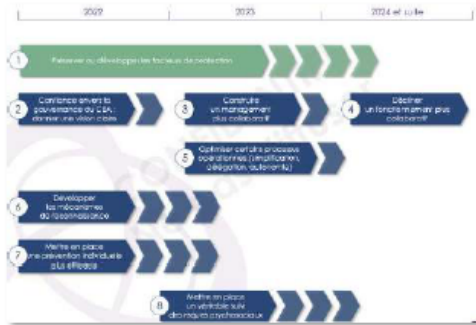 2022 2023 2024 et suite
1 Préserver ou développer les facteurs de protection
2 Confiance envers la
gouvernance du CEA :
donner une vision claire
3 Construire
un management
plus collaboratif
4 Décliner
un fonctionnement plus
collaboratif
5 Optimiser certains processus
opérationnels (simplification,
délégation, autonomie)
6 Développer
les mécanismes
de reconnaissance
7 Mettre en place
une prévention individuelle
plus efficace
8 Mettre en place
un véritable suivi
des risques psychosociaux